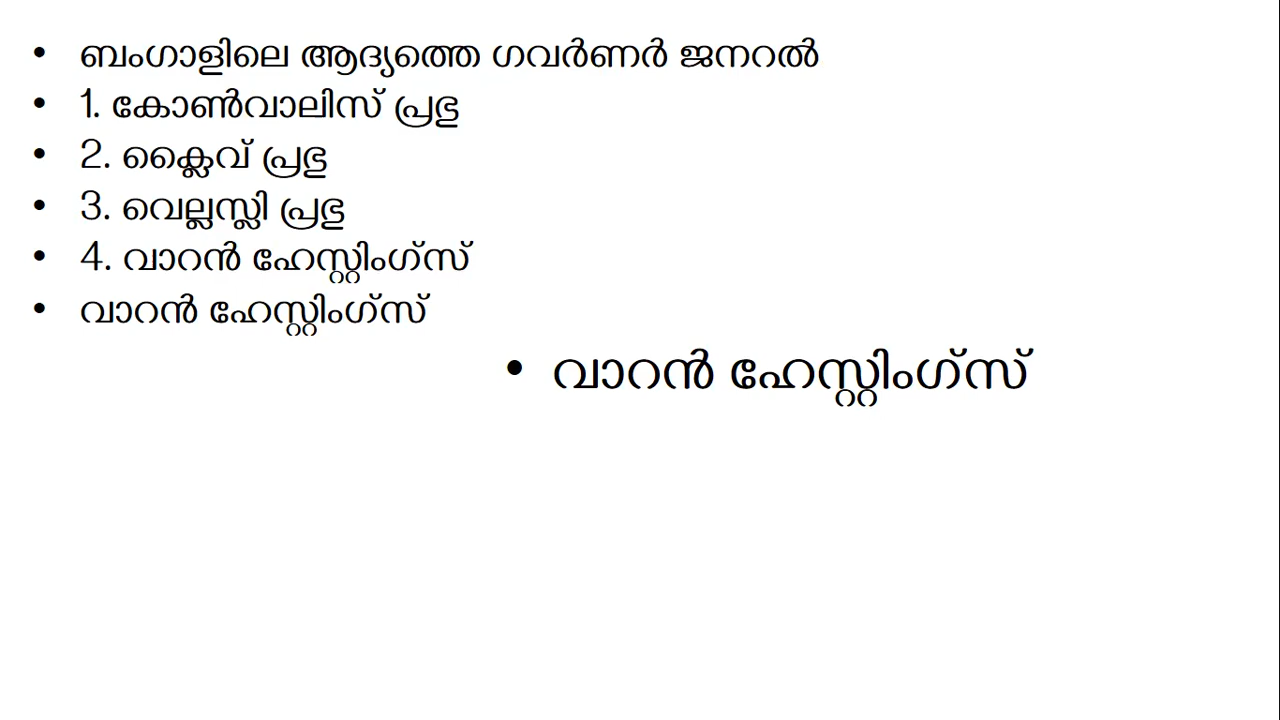 • ബംഗാളിലെ ആദ്യത്തെ ഗവർണർ ജനറൽ
• 1. കോൺവാലിസ് പ്രഭു
• 2. ക്ലൈവ് പ്രഭു
• 3. വെല്ലസ്ലി പ്രഭു
• 4. വാറൻ ഹേസ്റ്റിംഗ്സ്
• വാറൻ ഹേസ്റ്റിംഗ്സ്
• വാറൻ ഹേസ്റ്റിംഗ്സ്